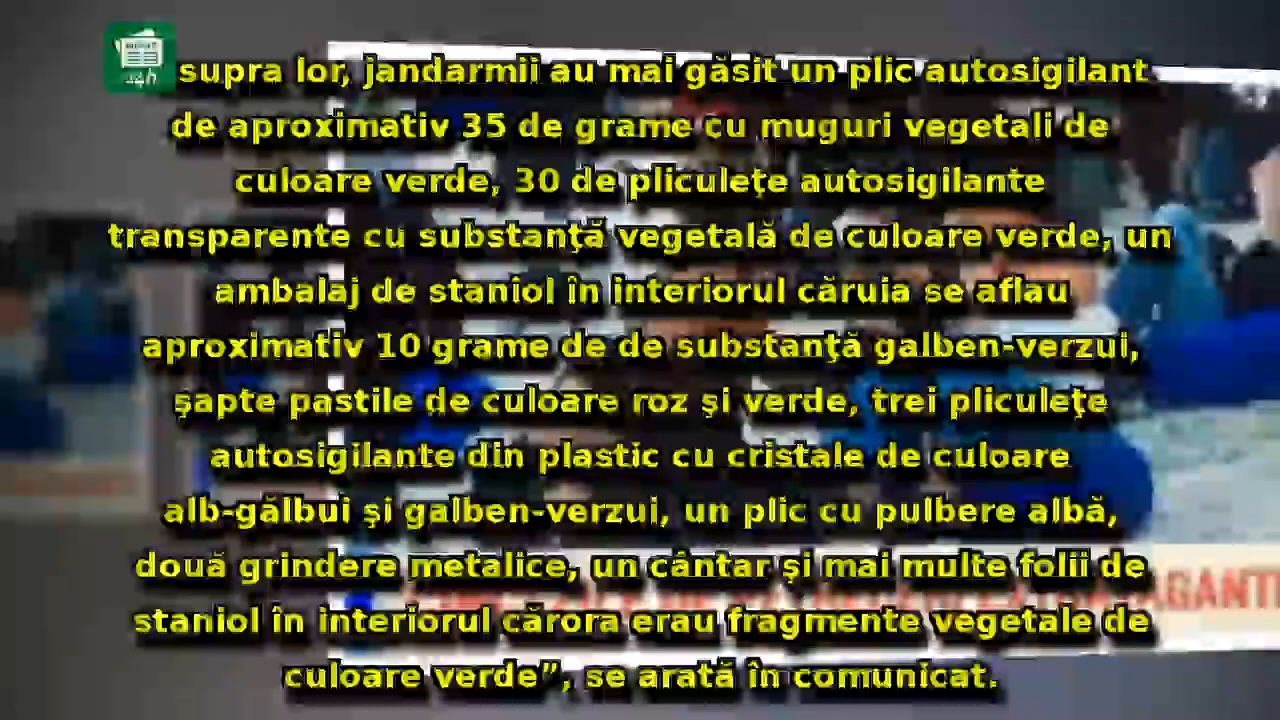 supra lor, jandarmii au mai găsit un plic autosigilant
de aproximativ 35 de grame cu muguri vegetali de
culoare verde, 30 de pliculeţe autosigilante
transparente cu substanţă vegetală de culoare verde, un
ambalaj de staniol în interiorul căruia se aflau
aproximativ 10 grame de de substanţă galben-verzui,
şapte pastile de culoare roz şi verde, trei pliculeţe
autosigilante din plastic cu cristale de culoare
alb-gălbui şi galben-verzui, un plic cu pulbere albă,
două grindere metalice, un cântar şi mai multe folii de
staniol în interiorul cărora erau fragmente vegetale de
culoare verde”, se arată în comunicat.